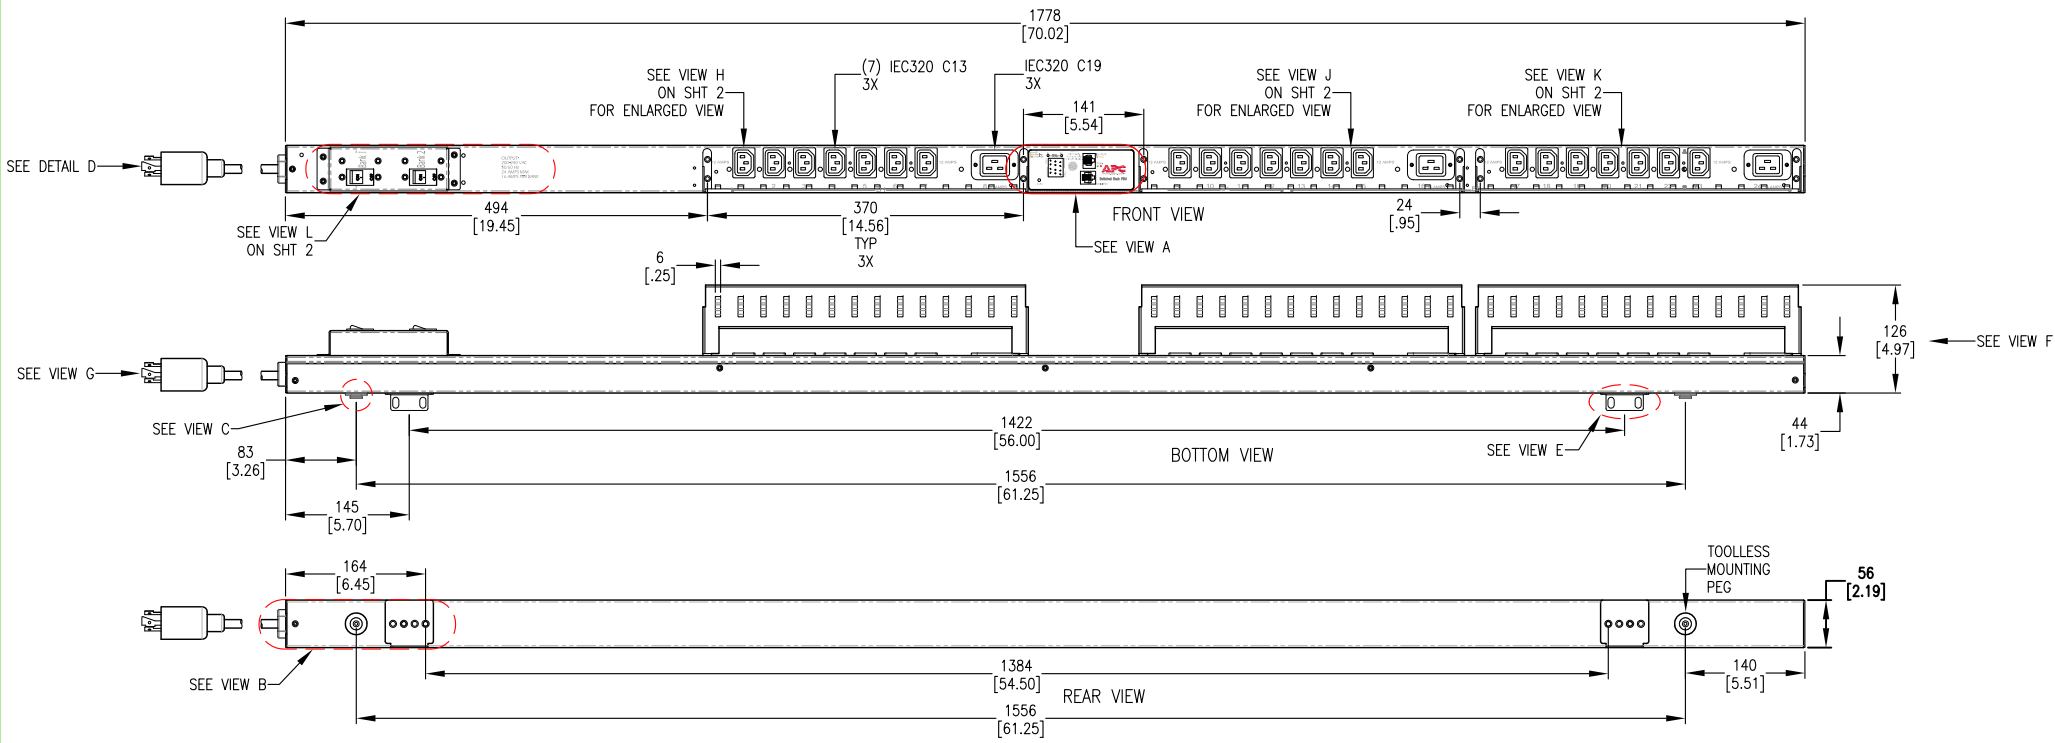 1778
[70.02]
SEE VIEW H
ON SHT 2
FOR ENLARGED VIEW
(7) IEC320 C13
3X
IEC320 C19
3X
141
[5.54]
SEE VIEW J
ON SHT 2
FOR ENLARGED VIEW
SEE VIEW K
ON SHT 2
FOR ENLARGED VIEW
SEE DETAIL D
APC
494
[19.45]
370
[14.56]
TYP
3X
FRONT VIEW
24
[.95]
SEE VIEW L
ON SHT 2
SEE VIEW A
6
[.25]
126
[4.97]
SEE VIEW F
SEE VIEW G
SEE VIEW C
1422
[56.00]
BOTTOM VIEW
SEE VIEW E
44
[1.73]
83
[3.26]
1556
[61.25]
145
[5.70]
164
[6.45]
TOOLLESS
MOUNTING
PEG
56
[2.19]
SEE VIEW B
1384
[54.50]
REAR VIEW
140
[5.51]
1556
[61.25]